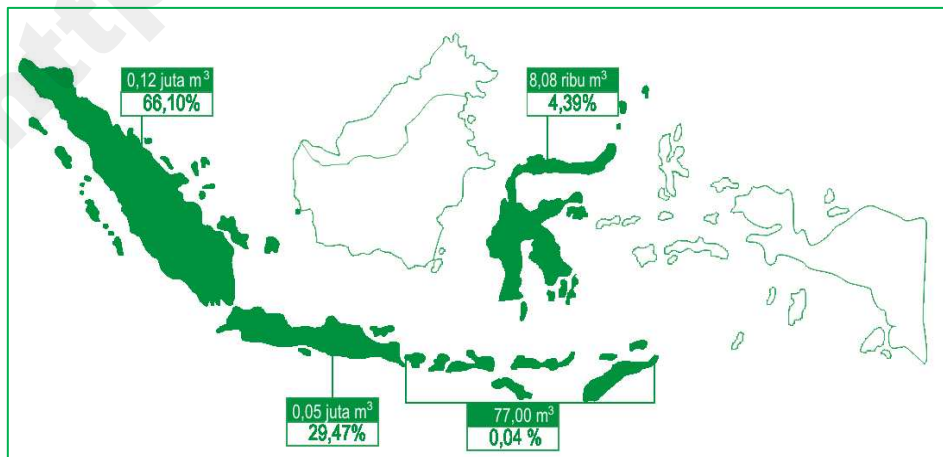 http
0,12 juta m³
66,10%
8,08 ribu m³
4,39%
0,05 juta m³
29,47%
77,00 m³
0,04 %